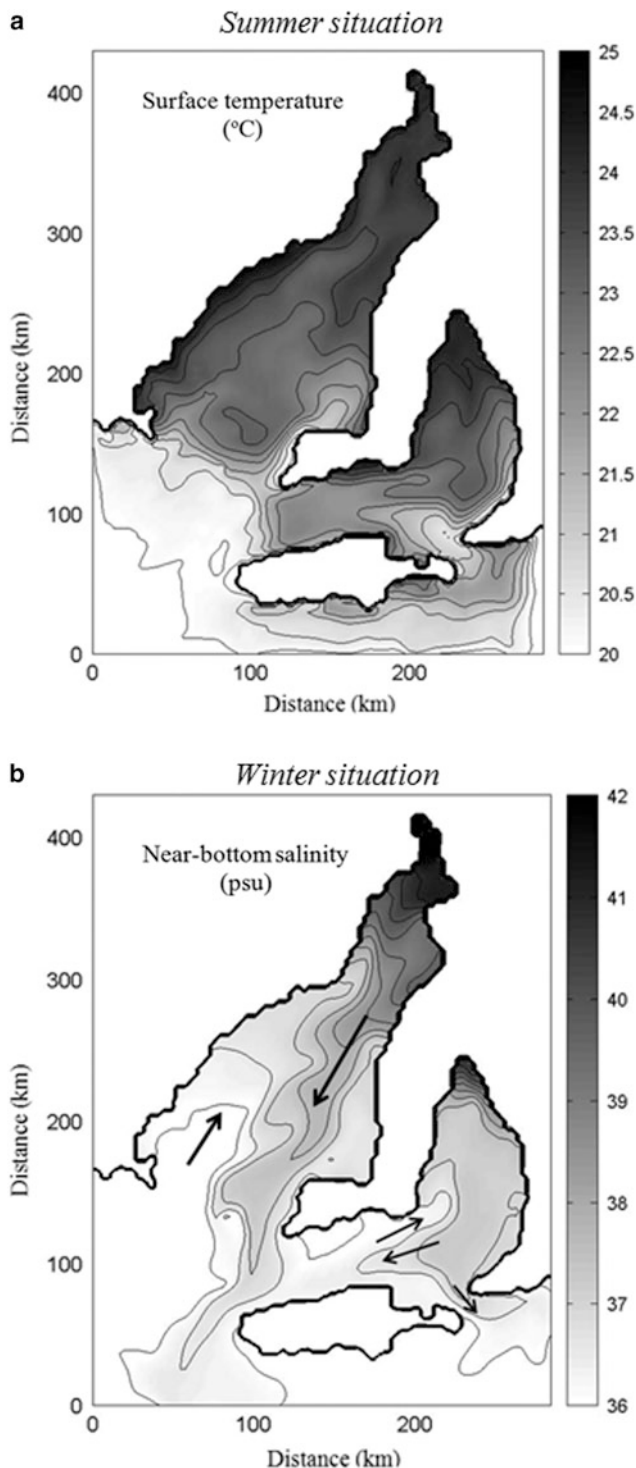 a
Summer situation
Surface temperature
(°C)
400
300
200
100
0
Distance (km)
0
100
200
Distance (km)
25
24.5
24
23.5
23
22.5
22
21.5
21
20.5
20
b
Winter situation
Near-bottom salinity
(psu)
400
300
200
100
0
Distance (km)
0
100
200
Distance (km)
42
41
40
39
38
37
36